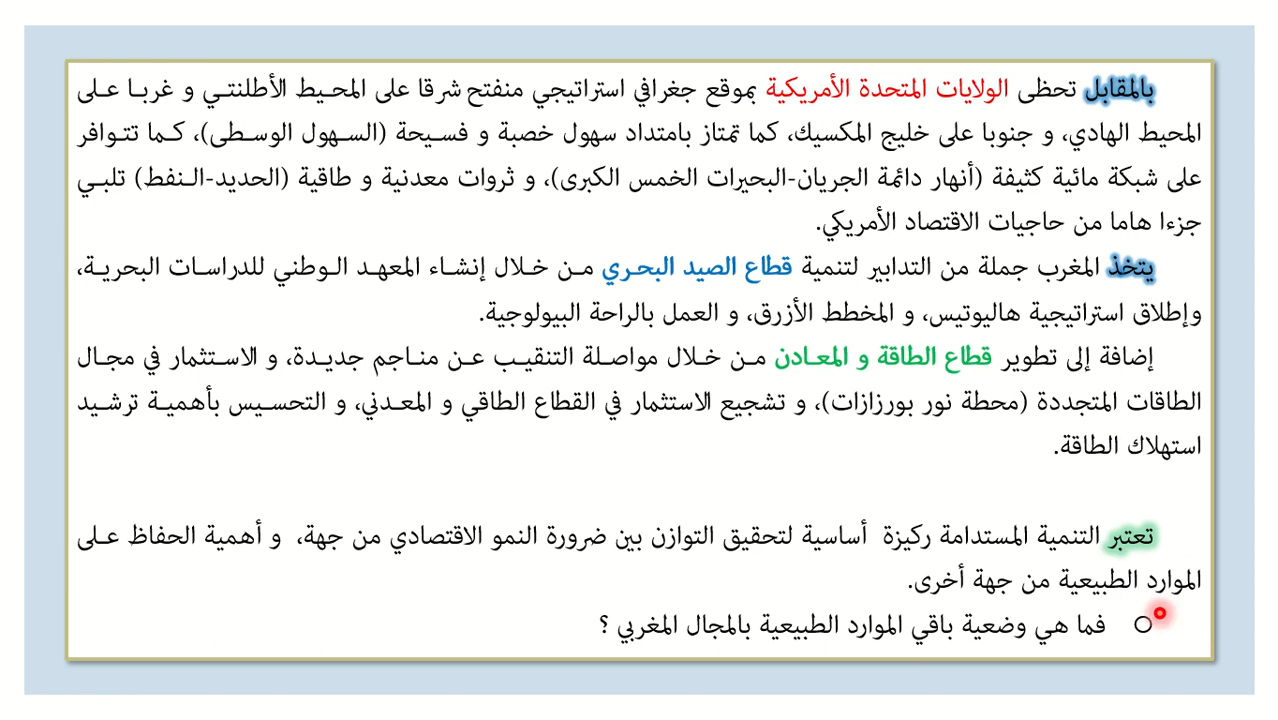 بالمقابل تحظى الولايات المتحدة الأمريكية بموقع جغرافي استراتيجي منفتح شرقا على المحيط الأطلنتي و غربا على
المحيط الهادي، و جنوبا على خليج المكسيك، كما تمتاز بامتداد سهول خصبة و فسيحة (السهول الوسطى)، كما تتوافر
على شبكة مائية كثيفة (أنهار دائمة الجريان-البحيرات الخمس الكبرى)، و ثروات معدنية و طاقية (الحديد-النفط) تلبي
جزءا هاما من حاجيات الاقتصاد الأمريكي.
يتخذ المغرب جملة من التدابير لتنمية قطاع الصيد البحري من خلال إنشاء المعهد الوطني للدراسات البحرية،
وإطلاق استراتيجية هاليوتيس، و المخطط الأزرق، و العمل بالراحة البيولوجية.
إضافة إلى تطوير قطاع الطاقة و المعادن من خلال مواصلة التنقيب عن مناجم جديدة، و الاستثمار في مجال
الطاقات المتجددة (محطة نور بورزازات)، و تشجيع الاستثمار في القطاع الطاقي و المعدني، و التحسيس بأهمية ترشيد
استهلاك الطاقة.
تعتبر التنمية المستدامة ركيزة أساسية لتحقيق التوازن بين ضرورة النمو الاقتصادي من جهة، و أهمية الحفاظ على
الموارد الطبيعية من جهة أخرى.
○ فما هي وضعية باقي الموارد الطبيعية بالمجال المغربي ؟